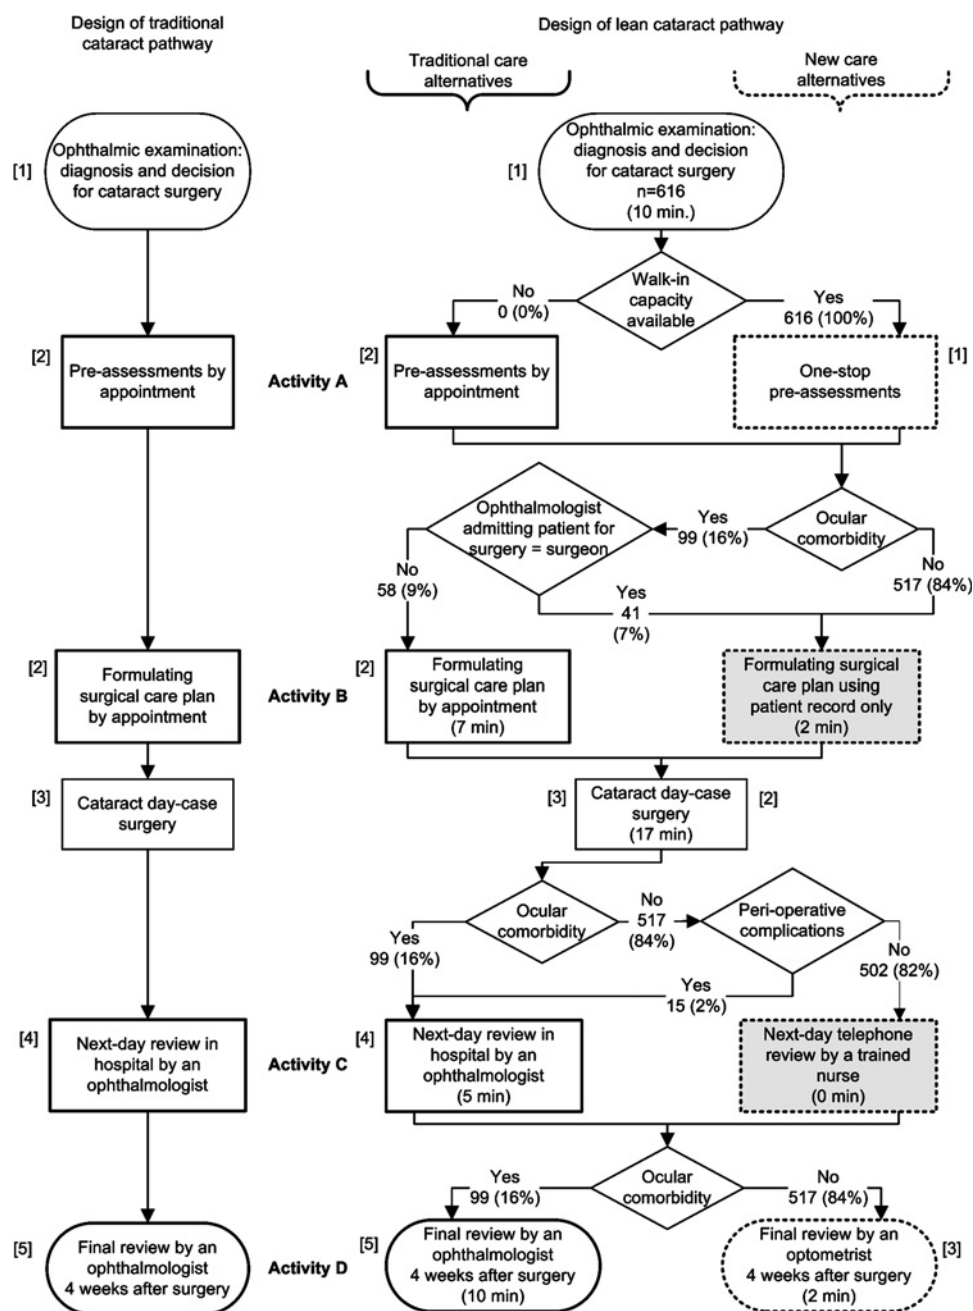 Design of traditional
cataract pathway
Design of lean cataract pathway
Traditional care
alternatives
New care
alternatives
[1]
Ophthalmic examination:
diagnosis and decision
for cataract surgery
[1]
Ophthalmic examination:
diagnosis and decision
for cataract surgery
n=616
(10 min.)
Walk-in
capacity
available
No
0 (0%)
Yes
616 (100%)
[2]
Pre-assessments by
appointment
Activity A
[2]
Pre-assessments by
appointment
One-stop
pre-assessments
[1]
Ophthalmologist
admitting patient for
surgery = surgeon
Yes
99 (16%)
Ocular
comorbidity
No
58 (9%)
Yes
41
(7%)
No
517 (84%)
[2]
Formulating
surgical care plan
by appointment
Activity B
[2]
Formulating
surgical care plan
by appointment
(7 min)
Formulating surgical
care plan using
patient record only
(2 min)
[3]
Cataract day-case
surgery
[3]
Cataract day-case
surgery
(17 min)
[2]
Ocular
comorbidity
No
517
(84%)
Peri-operative
complications
Yes
99 (16%)
No
502 (82%)
Yes
15 (2%)
[4]
Next-day review in
hospital by an
ophthalmologist
Activity C
[4]
Next-day review in
hospital by an
ophthalmologist
(5 min)
Next-day telephone
review by a trained
nurse
(0 min)
Yes
99 (16%)
Ocular
comorbidity
No
517 (84%)
[5]
Final review by an
ophthalmologist
4 weeks after surgery
Activity D
[5]
Final review by an
ophthalmologist
4 weeks after surgery
(10 min)
Final review by an
optometrist
4 weeks after surgery
(2 min)
[3]